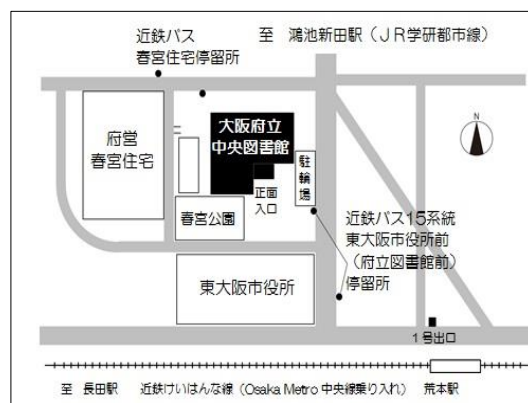 近鉄バス
春宮住宅停留所
至 鴻池新田駅（ＪＲ学研都市線）
府営
春宮住宅
大阪府立
中央図書館
N
駐輪場
正面
入口
春宮公園
近鉄バス15系統
東大阪市役所前
（府立図書館前）
停留所
東大阪市役所
１号出口
至 長田駅 近鉄けいはんな線（Osaka Metro 中央線乗り入れ） 荒本駅